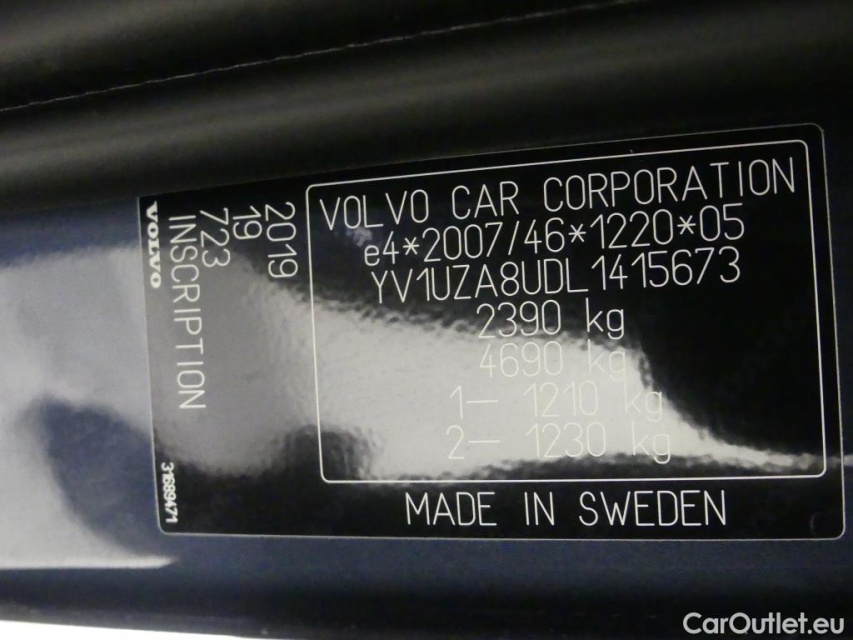 VOLVO CAR CORPORATION
e4*2007/46*1220*05
YV1UZA8UDL1415673
2390 kg
4690 kg
1– 1210 kg
2– 1230 kg
MADE IN SWEDEN
2019
19
723
INSCRIPTION
VOLVO
31689471
CarOutlet.eu